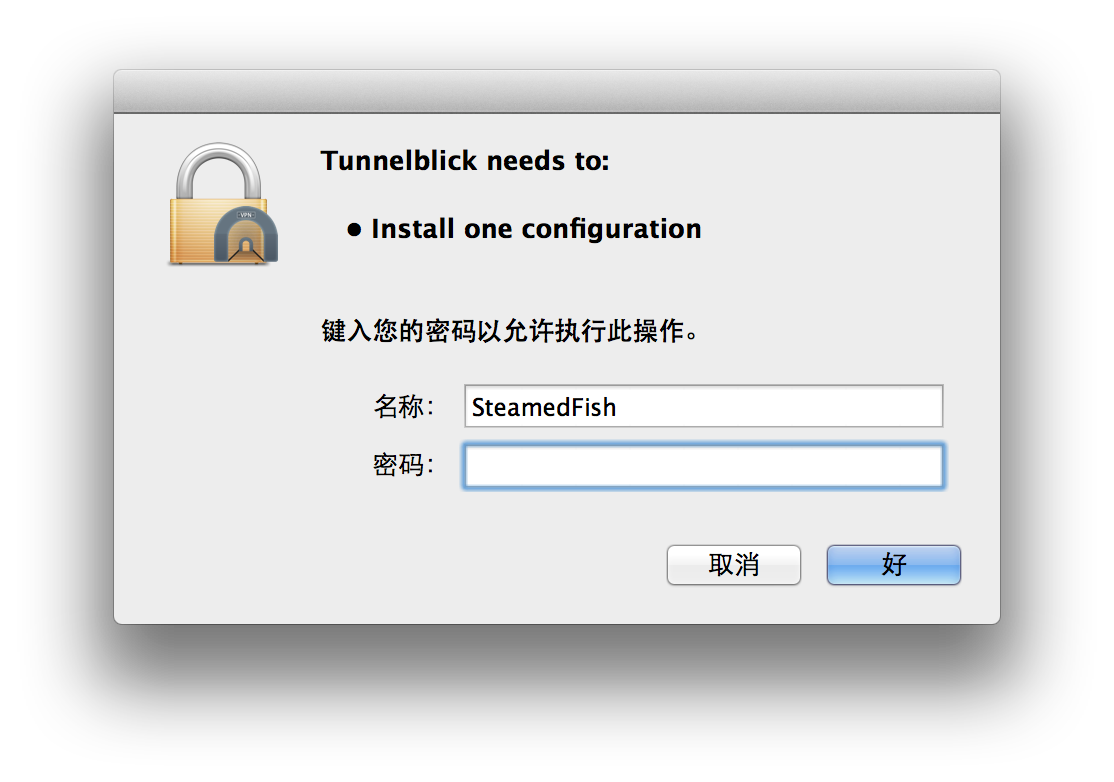 Tunnelblick needs to:
● Install one configuration
VPN
键入您的密码以允许执行此操作。
名称：
SteamedFish
密码：
取消
好